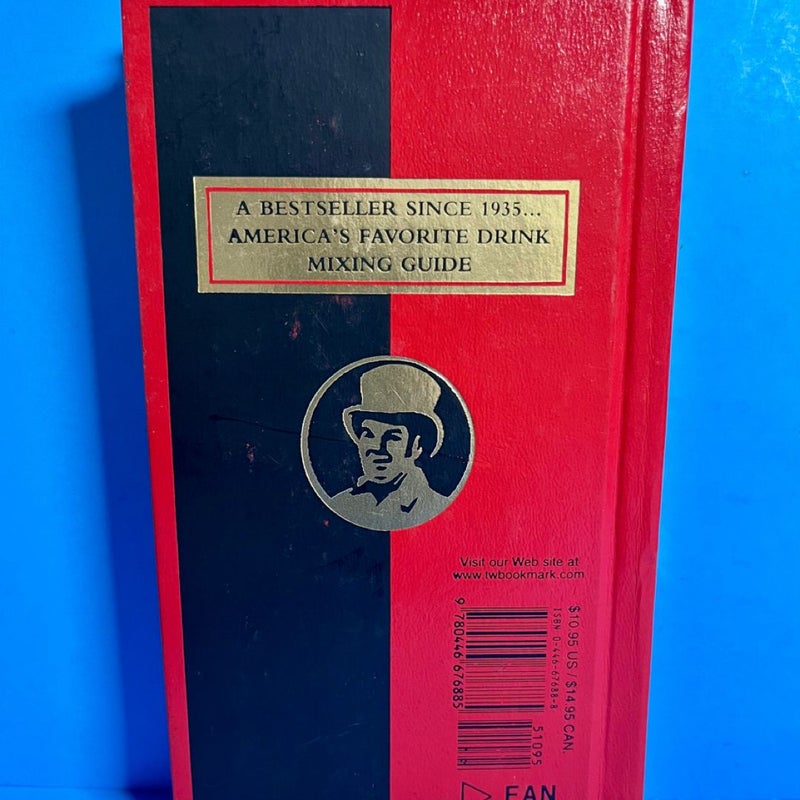 A BESTSELLER SINCE 1935...
AMERICA'S FAVORITE DRINK
MIXING GUIDE
Visit our Web site at
www.twbookmark.com
$10.95 US / $14.95 CAN.
ISBN 0-446-67688-8
9 780446 676885
51095
EAN